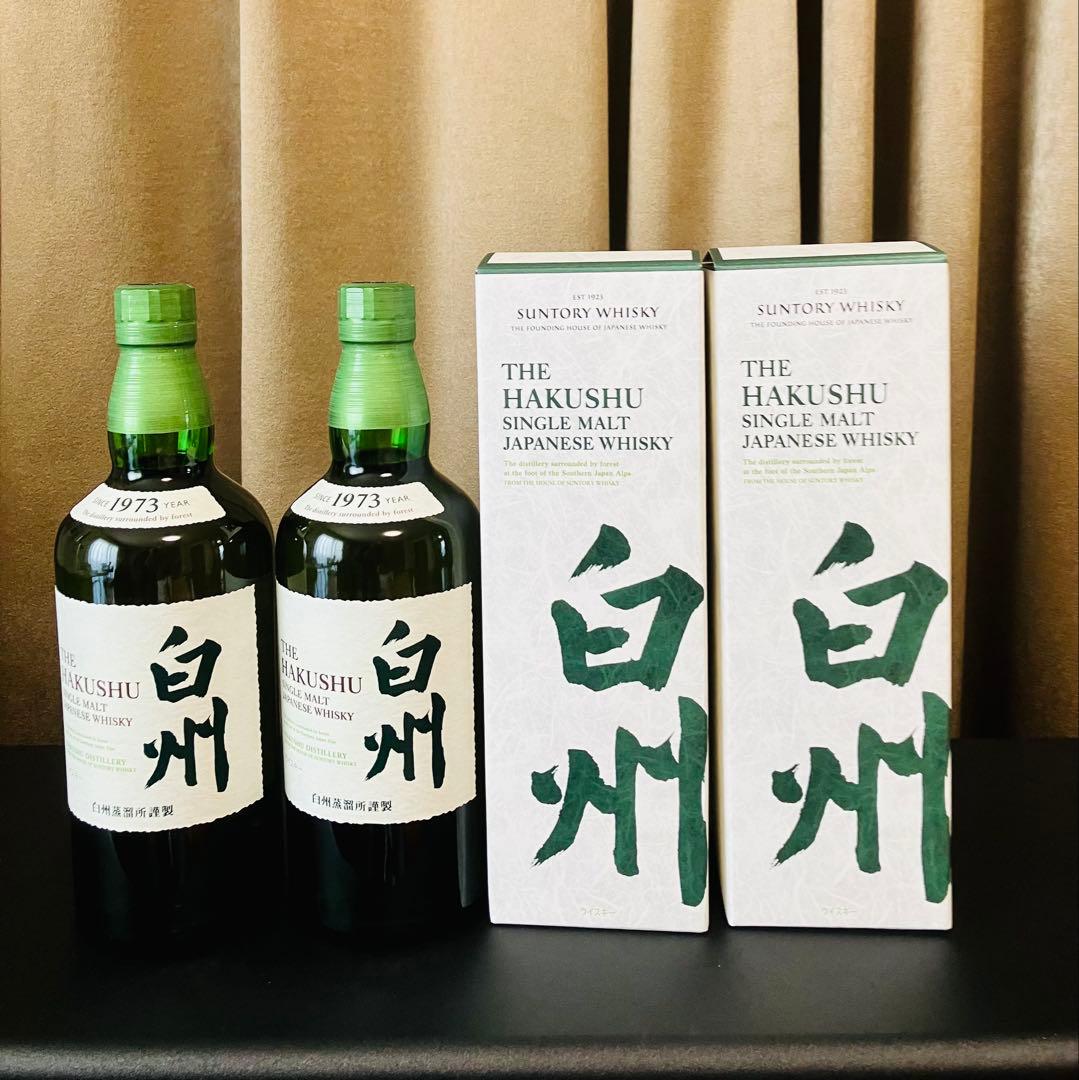 SINCE 1973 YEAR
The distillery surrounded by forest
THE
HAKUSHU
SINGLE MALT
JAPANESE WHISKY
白州
白州蒸溜所謹製
SINCE 1973 YEAR
The distillery surrounded by forest
THE
HAKUSHU
SINGLE MALT
JAPANESE WHISKY
白州
白州蒸溜所謹製
EST 1923
SUNTORY WHISKY
THE FOUNDING HOUSE OF JAPANESE WHISKY
THE
HAKUSHU
SINGLE MALT
JAPANESE WHISKY
The distillery surrounded by forest
at the foot of the Southern Japan Alps
FROM THE HOUSE OF SUNTORY WHISKY
白州
ウイスキー
EST 1923
SUNTORY WHISKY
THE FOUNDING HOUSE OF JAPANESE WHISKY
THE
HAKUSHU
SINGLE MALT
JAPANESE WHISKY
The distillery surrounded by forest
at the foot of the Southern Japan Alps
FROM THE HOUSE OF SUNTORY WHISKY
白州
ウイスキー